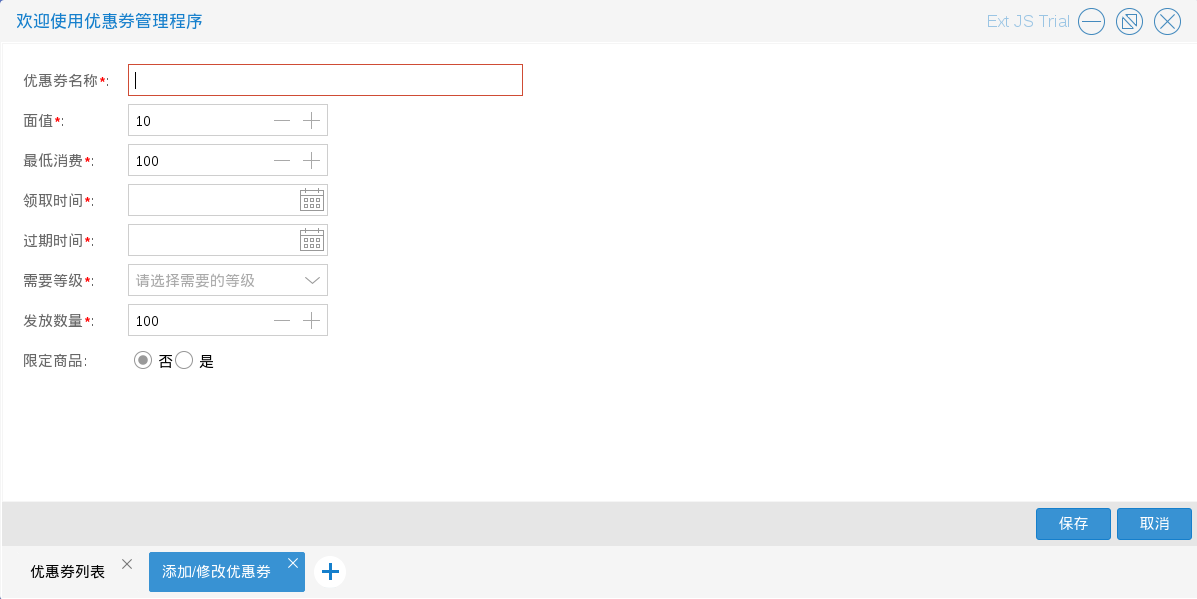 欢迎使用优惠券管理程序
Ext JS Trial
优惠券名称*:
面值*: 10
最低消费*: 100
领取时间*:
过期时间*:
需要等级*: 请选择需要的等级
发放数量*: 100
限定商品: 否 是
保存 取消
优惠券列表 添加/修改优惠券